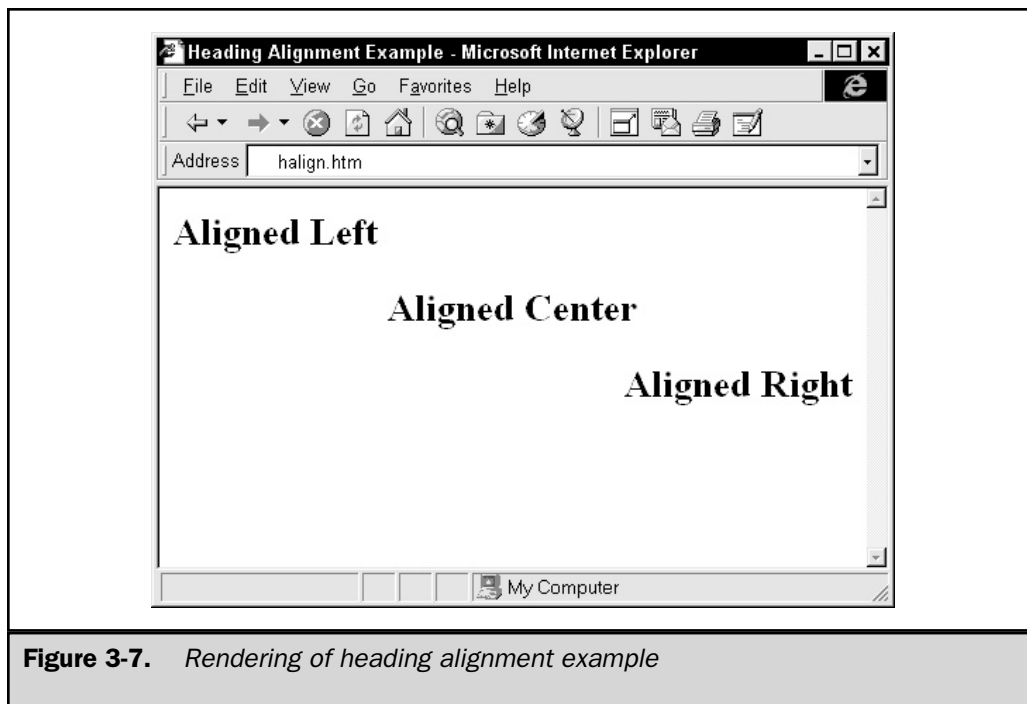 Heading Alignment Example - Microsoft Internet Explorer
File Edit View Go Favorites Help
Address halign.htm
Aligned Left
Aligned Center
Aligned Right
My Computer
Figure 3-7. Rendering of heading alignment example